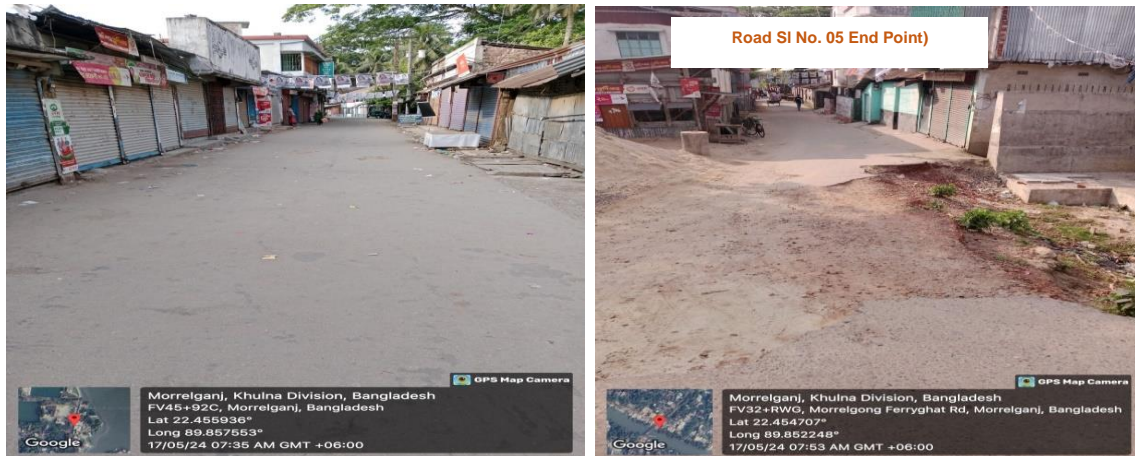 GPS Map Camera
Google
Morrelganj, Khulna Division, Bangladesh
FV45+92C, Morrelganj, Bangladesh
Lat 22.455936°
Long 89.857553°
17/05/24 07:35 AM GMT +06:00
Road Sl No. 05 End Point)
GPS Map Camera
Google
Morrelganj, Khulna Division, Bangladesh
FV32+RWG, Morrelgong Ferryghat Rd, Morrelganj, Bangladesh
Lat 22.454707°
Long 89.852248°
17/05/24 07:53 AM GMT +06:00